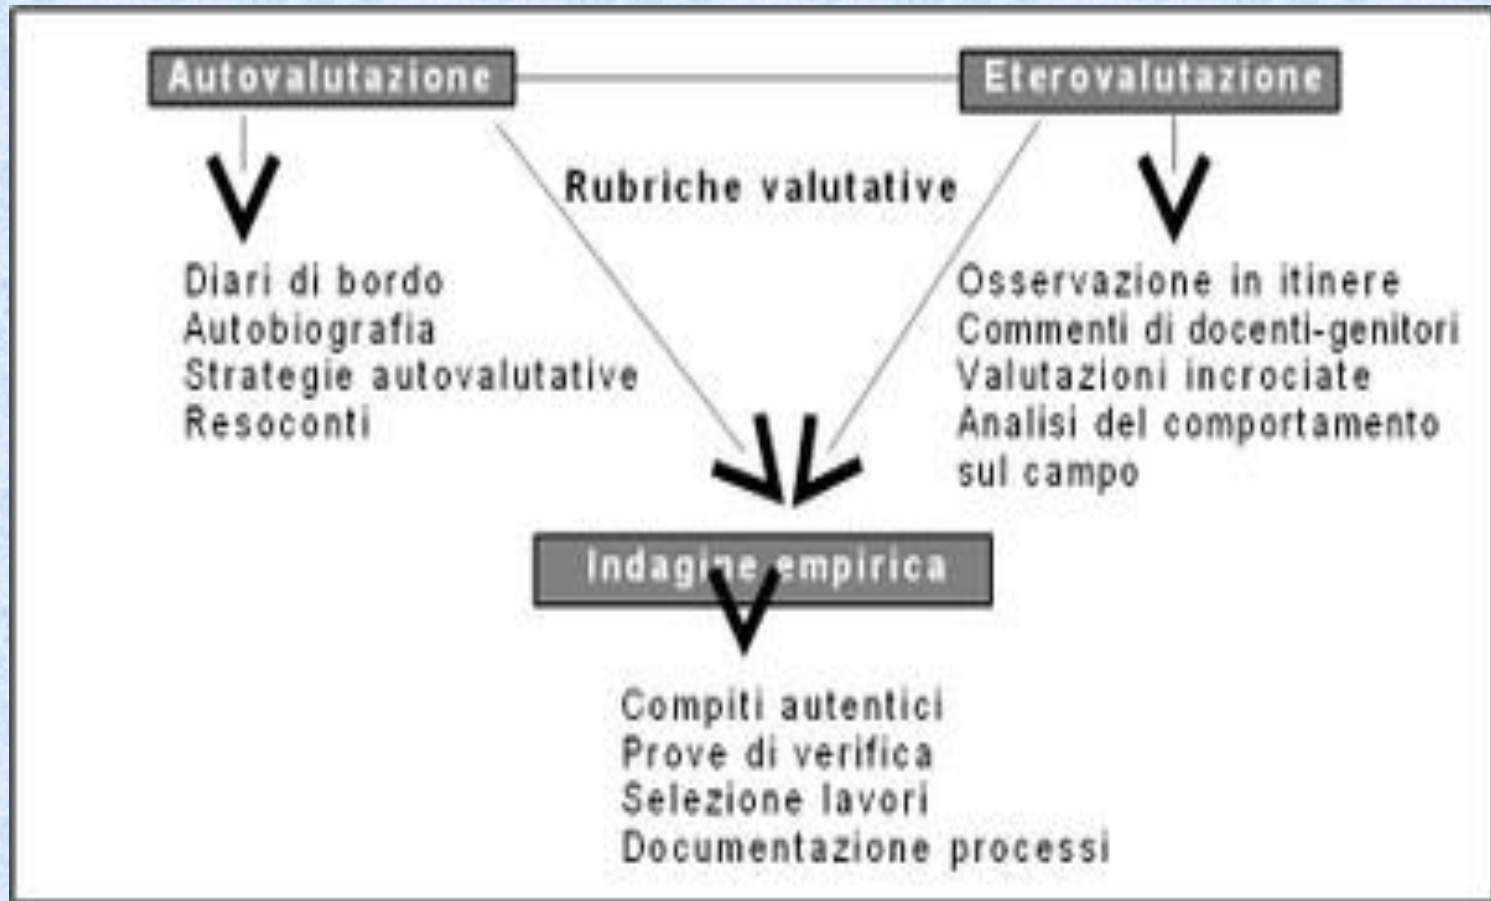 Autovalutazione
Eterovalutazione
Rubriche valutative
Diari di bordo
Autobiografia
Strategie autovalutative
Resoconti
Osservazione in itinere
Commenti di docenti-genitori
Valutazioni incrociate
Analisi del comportamento
sul campo
Indagine empirica
Compiti autentici
Prove di verifica
Selezione lavori
Documentazione processi